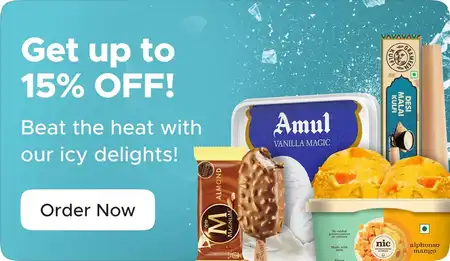 Get up to
15% OFF!
Beat the heat with
our icy delights!
Order Now
Amul
VANILLA MAGIC
ALMOND
M
MAGNUM
DESI
MALAI
KULFI
nic
alphonso
mango